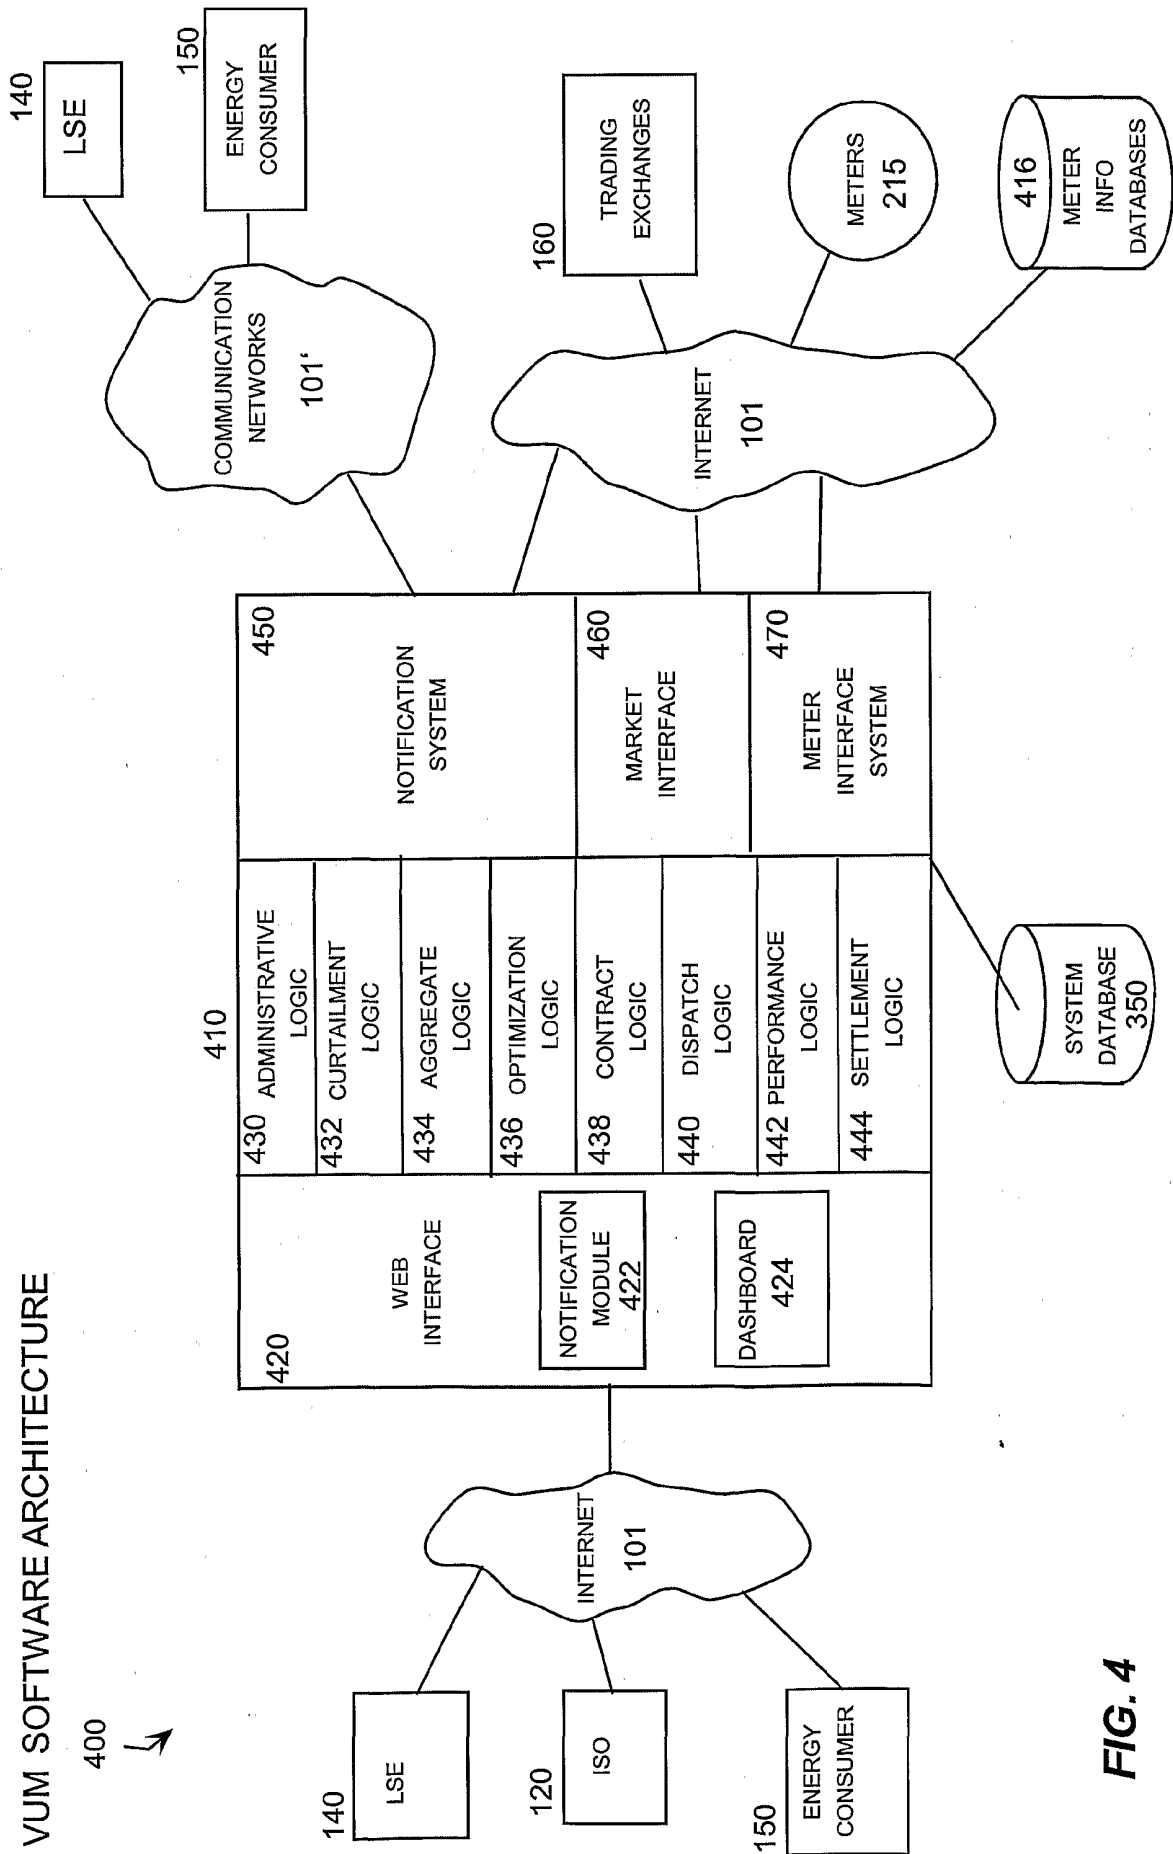 VUM SOFTWARE ARCHITECTURE
400
140
LSE
120
ISO
150
ENERGY
CONSUMER
INTERNET
101
410
420
WEB
INTERFACE
NOTIFICATION
MODULE
422
DASHBOARD
424
430 ADMINISTRATIVE
LOGIC
432 CURTAILMENT
LOGIC
434 AGGREGATE
LOGIC
436 OPTIMIZATION
LOGIC
438 CONTRACT
LOGIC
440 DISPATCH
LOGIC
442 PERFORMANCE
LOGIC
444 SETTLEMENT
LOGIC
450
NOTIFICATION
SYSTEM
460
MARKET
INTERFACE
470
METER
INTERFACE
SYSTEM
SYSTEM
DATABASE
350
COMMUNICATION
NETWORKS
101'
INTERNET
101
140
LSE
150
ENERGY
CONSUMER
160
TRADING
EXCHANGES
METERS
215
416
METER
INFO
DATABASES
FIG. 4